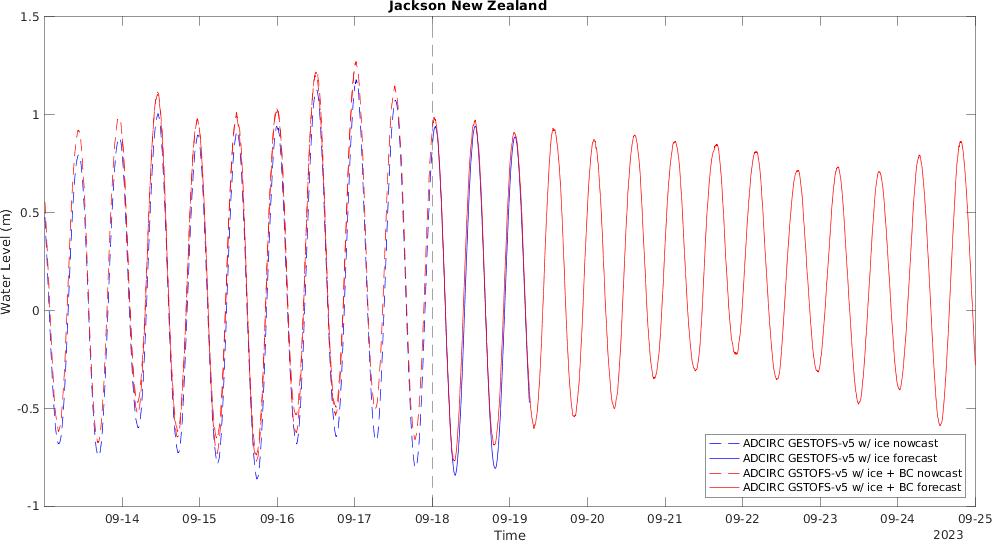 Jackson New Zealand
1.5
1
0.5
0
-0.5
-1
Water Level (m)
09-14
09-15
09-16
09-17
09-18
09-19
09-20
09-21
09-22
09-23
09-24
09-25
Time
2023
ADCIRC GESTOFS-v5 w/ ice nowcast
ADCIRC GESTOFS-v5 w/ ice forecast
ADCIRC GSTOFS-v5 w/ ice + BC nowcast
ADCIRC GSTOFS-v5 w/ ice + BC forecast